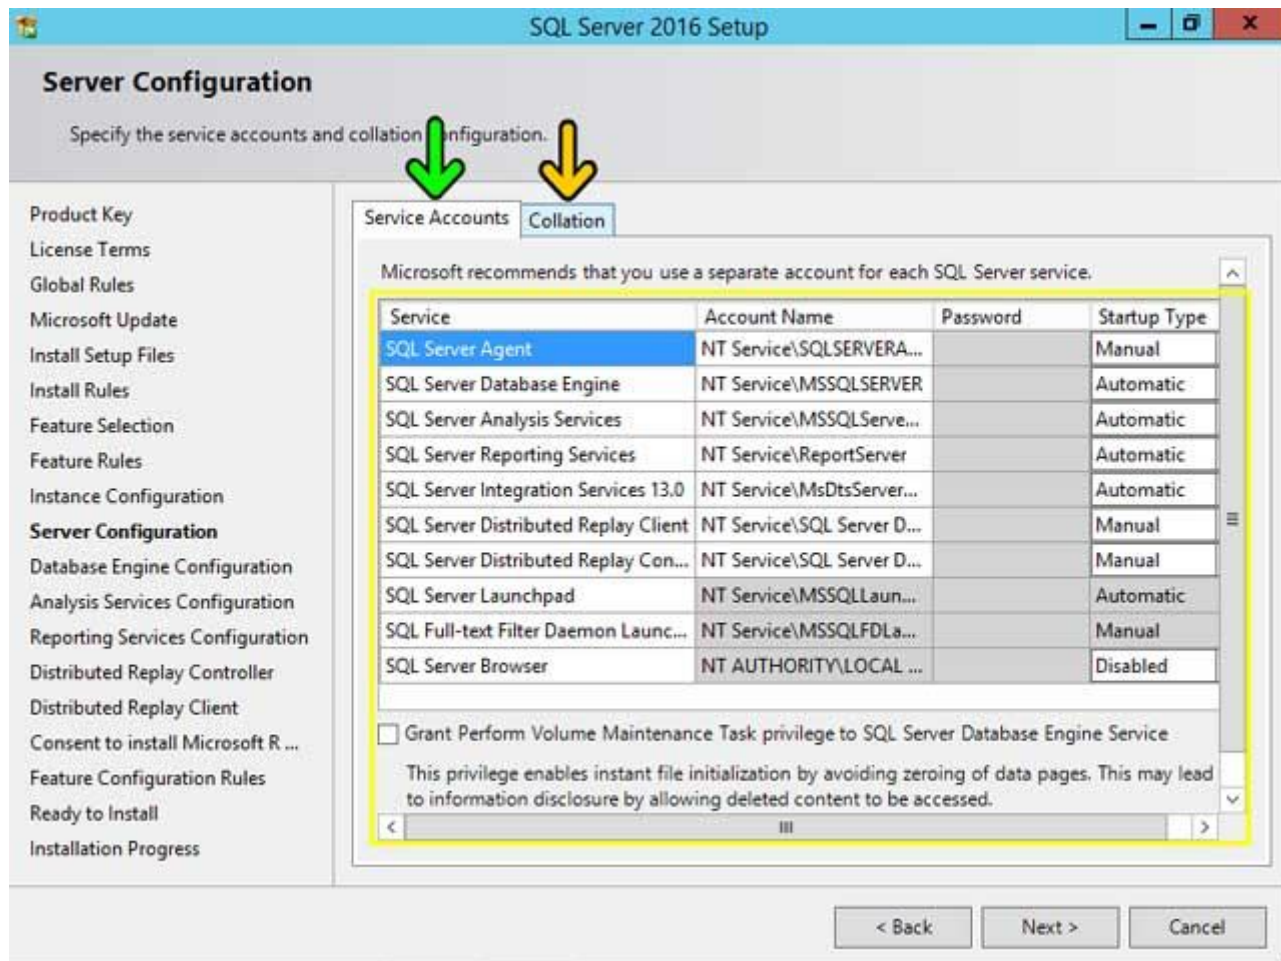 SQL Server 2016 Setup
Server Configuration
Specify the service accounts and collation configuration.
Product Key
License Terms
Global Rules
Microsoft Update
Install Setup Files
Install Rules
Feature Selection
Feature Rules
Instance Configuration
Server Configuration
Database Engine Configuration
Analysis Services Configuration
Reporting Services Configuration
Distributed Replay Controller
Distributed Replay Client
Consent to install Microsoft R ...
Feature Configuration Rules
Ready to Install
Installation Progress
Service Accounts Collation
Microsoft recommends that you use a separate account for each SQL Server service.
Service Account Name Password Startup Type
SQL Server Agent NT Service\SQLSERVERA... Manual
SQL Server Database Engine NT Service\MSSQLSERVER Automatic
SQL Server Analysis Services NT Service\MSSQLServe... Automatic
SQL Server Reporting Services NT Service\ReportServer Automatic
SQL Server Integration Services 13.0 NT Service\MsDtsServer... Automatic
SQL Server Distributed Replay Client NT Service\SQL Server D... Manual
SQL Server Distributed Replay Con... NT Service\SQL Server D... Manual
SQL Server Launchpad NT Service\MSSQLLaun... Automatic
SQL Full-text Filter Daemon Launc... NT Service\MSSQLFDLa... Manual
SQL Server Browser NT AUTHORITY\LOCAL ... Disabled
Grant Perform Volume Maintenance Task privilege to SQL Server Database Engine Service
This privilege enables instant file initialization by avoiding zeroing of data pages. This may lead
to information disclosure by allowing deleted content to be accessed.
< Back Next > Cancel